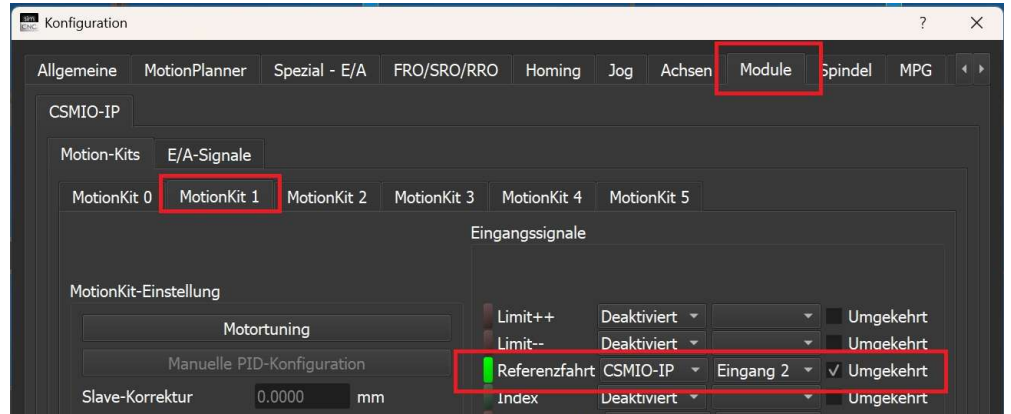 sim CNC Konfiguration ? ×
Allgemeine MotionPlanner Spezial - E/A FRO/SRO/RRO Homing Jog Achsen Module Spindel MPG
CSMIO-IP
Motion-Kits E/A-Signale
MotionKit 0 MotionKit 1 MotionKit 2 MotionKit 3 MotionKit 4 MotionKit 5
Eingangssignale
MotionKit-Einstellung
Limit++ Deaktiviert Umgekehrt
Motortuning
Limit-- Deaktiviert Umgekehrt
Manuelle PID-Konfiguration
Referenzfahrt CSMIO-IP Eingang 2 Umgekehrt
Slave-Korrektur 0.0000 mm
Index Deaktiviert Umgekehrt